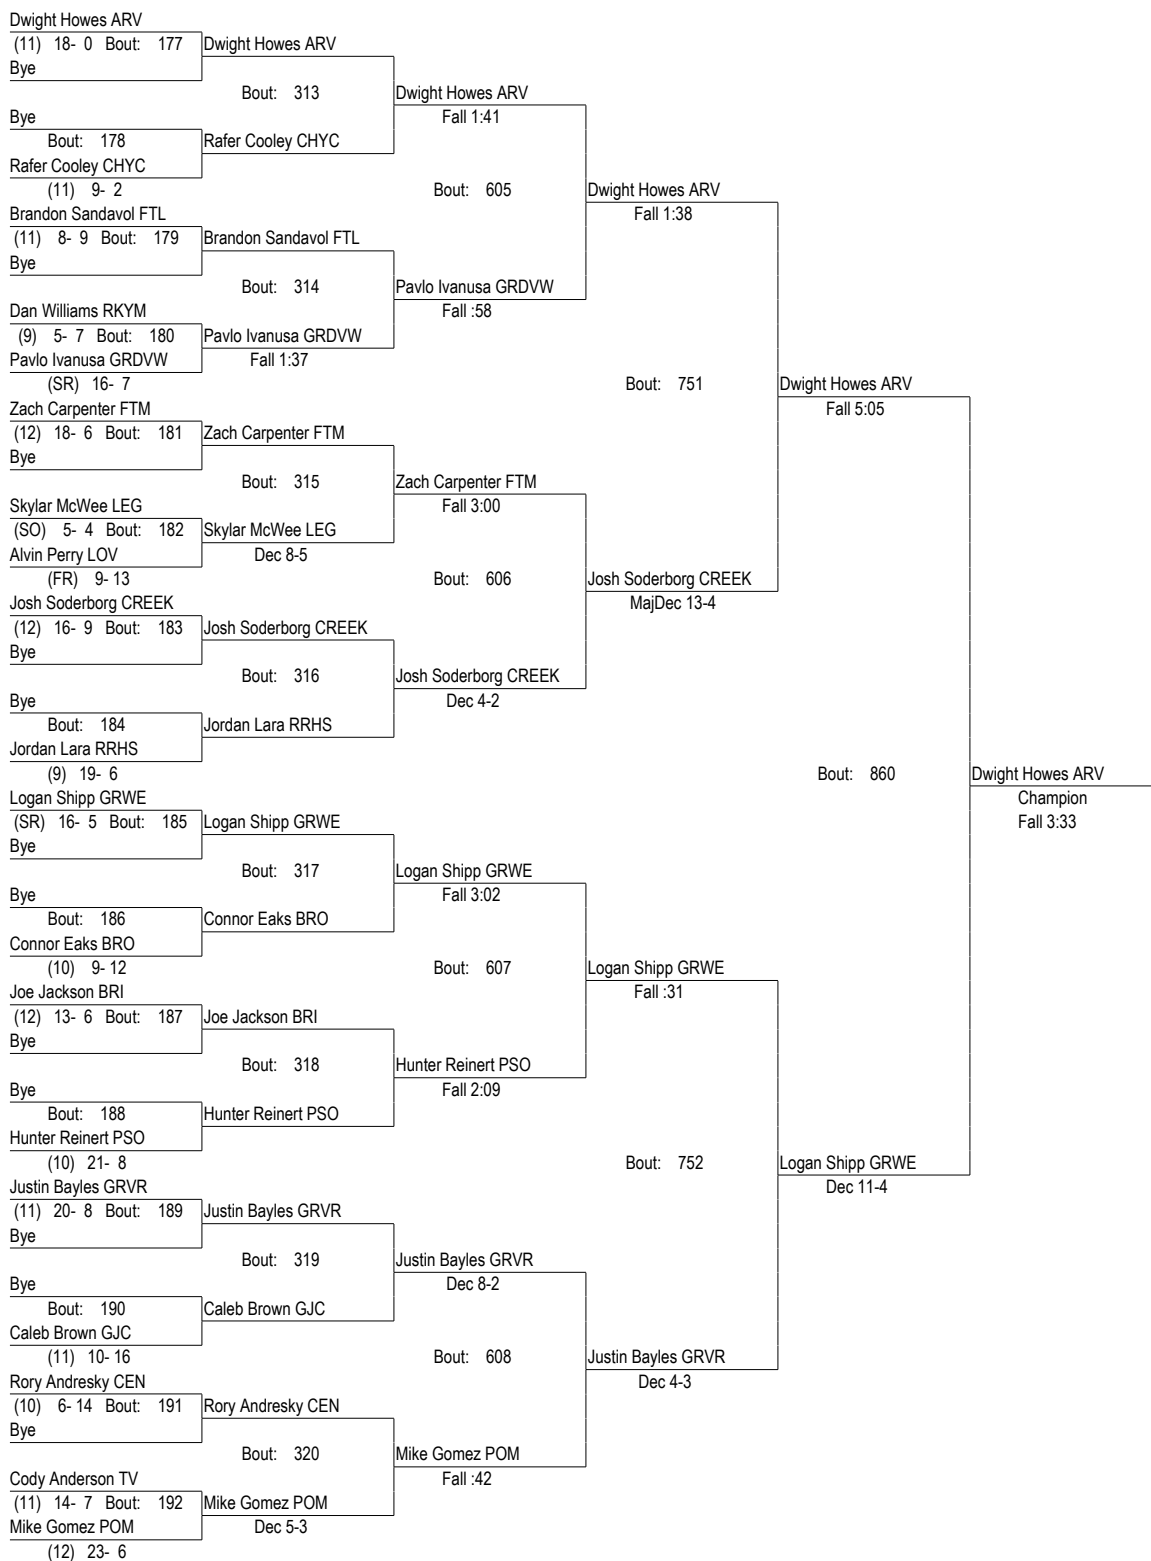 Dwight Howes ARV
(11) 18- 0 Bout: 177 Dwight Howes ARV
Bye
Bout: 313 Dwight Howes ARV
Bye Fall 1:41
Bout: 178 Rafer Cooley CHYC
Rafer Cooley CHYC
(11) 9- 2 Bout: 605 Dwight Howes ARV
Brandon Sandavol FTL Fall 1:38
(11) 8- 9 Bout: 179 Brandon Sandavol FTL
Bye
Bout: 314 Pavlo Ivanusa GRDVW
Dan Williams RKYM Fall :58
(9) 5- 7 Bout: 180 Pavlo Ivanusa GRDVW
Pavlo Ivanusa GRDVW Fall 1:37
(SR) 16- 7 Bout: 751 Dwight Howes ARV
Zach Carpenter FTM Fall 5:05
(12) 18- 6 Bout: 181 Zach Carpenter FTM
Bye
Bout: 315 Zach Carpenter FTM
Skylar McWee LEG Fall 3:00
(SO) 5- 4 Bout: 182 Skylar McWee LEG
Alvin Perry LOV Dec 8-5
(FR) 9- 13 Bout: 606 Josh Soderborg CREEK
Josh Soderborg CREEK MajDec 13-4
(12) 16- 9 Bout: 183 Josh Soderborg CREEK
Bye
Bout: 316 Josh Soderborg CREEK
Bye Dec 4-2
Bout: 184 Jordan Lara RRHS
Jordan Lara RRHS
(9) 19- 6 Bout: 860 Dwight Howes ARV
Logan Shipp GRWE Champion
(SR) 16- 5 Bout: 185 Logan Shipp GRWE Fall 3:33
Bye
Bout: 317 Logan Shipp GRWE
Bye Fall 3:02
Bout: 186 Connor Eaks BRO
Connor Eaks BRO
(10) 9- 12 Bout: 607 Logan Shipp GRWE
Joe Jackson BRI Fall :31
(12) 13- 6 Bout: 187 Joe Jackson BRI
Bye
Bout: 318 Hunter Reinert PSO
Bye Fall 2:09
Bout: 188 Hunter Reinert PSO
Hunter Reinert PSO
(10) 21- 8 Bout: 752 Logan Shipp GRWE
Justin Bayles GRVR Dec 11-4
(11) 20- 8 Bout: 189 Justin Bayles GRVR
Bye
Bout: 319 Justin Bayles GRVR
Bye Dec 8-2
Bout: 190 Caleb Brown GJC
Caleb Brown GJC
(11) 10- 16 Bout: 608 Justin Bayles GRVR
Rory Andresky CEN Dec 4-3
(10) 6- 14 Bout: 191 Rory Andresky CEN
Bye
Bout: 320 Mike Gomez POM
Cody Anderson TV Fall :42
(11) 14- 7 Bout: 192 Mike Gomez POM
Mike Gomez POM Dec 5-3
(12) 23- 6